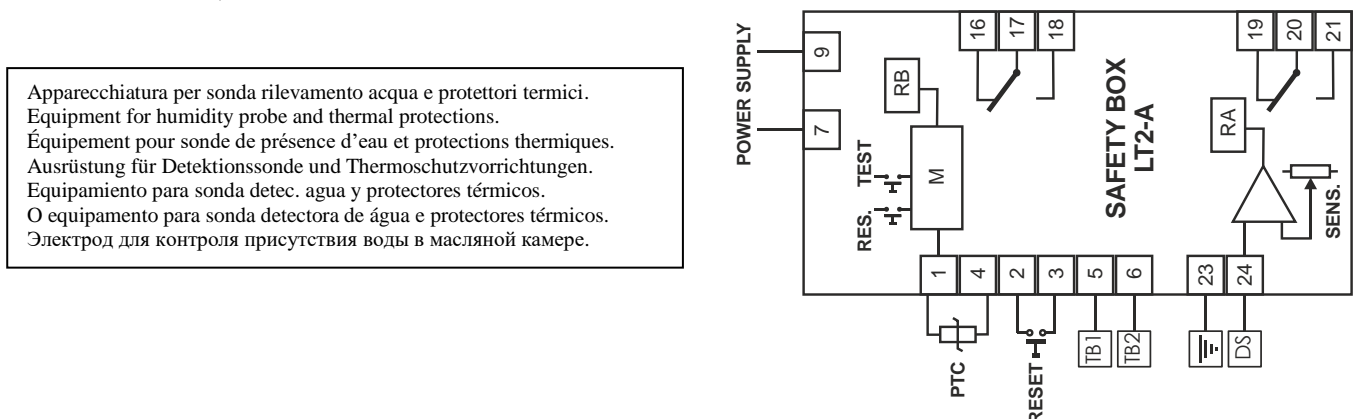 Apparecchiatura per sonda rilevamento acqua e protettori termici.
Equipment for humidity probe and thermal protections.
Équipement pour sonde de présence d'eau et protections thermiques.
Ausrüstung für Detektionssonde und Thermoschutzvorrichtungen.
Equipamiento para sonda detec. agua y protectores térmicos.
O equipamento para sonda detectora de água e protectores térmicos.
Электрод для контроля присутствия воды в масляной камере.
POWER SUPPLY
9
7
16
17
18
19
20
21
RB
TEST
RES.
M
SAFETY BOX
LT2-A
RA
SENS.
1
4
2
3
5
6
23
24
PTC
RESET
TB1
TB2
DS